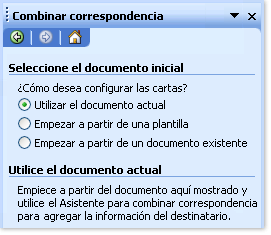 Combinar correspondencia
Seleccione el documento inicial
¿Cómo desea configurar las cartas?
Utilizar el documento actual
Empezar a partir de una plantilla
Empezar a partir de un documento existente
Utilice el documento actual
Empiece a partir del documento aquí mostrado y
utilice el Asistente para combinar correspondencia
para agregar la información del destinatario.